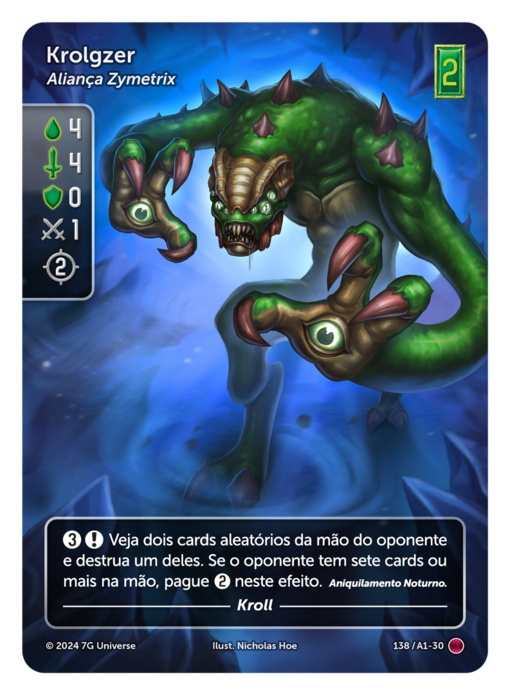 Krolgzer
Aliança Zymetrix
2
4
4
0
1
2
3 ! Veja dois cards aleatórios da mão do oponente
e destrua um deles. Se o oponente tem sete cards ou
mais na mão, pague 2 neste efeito. Aniquilamento Noturno.
Kroll
© 2024 7G Universe Ilust. Nicholas Hoe 138 / A1-30